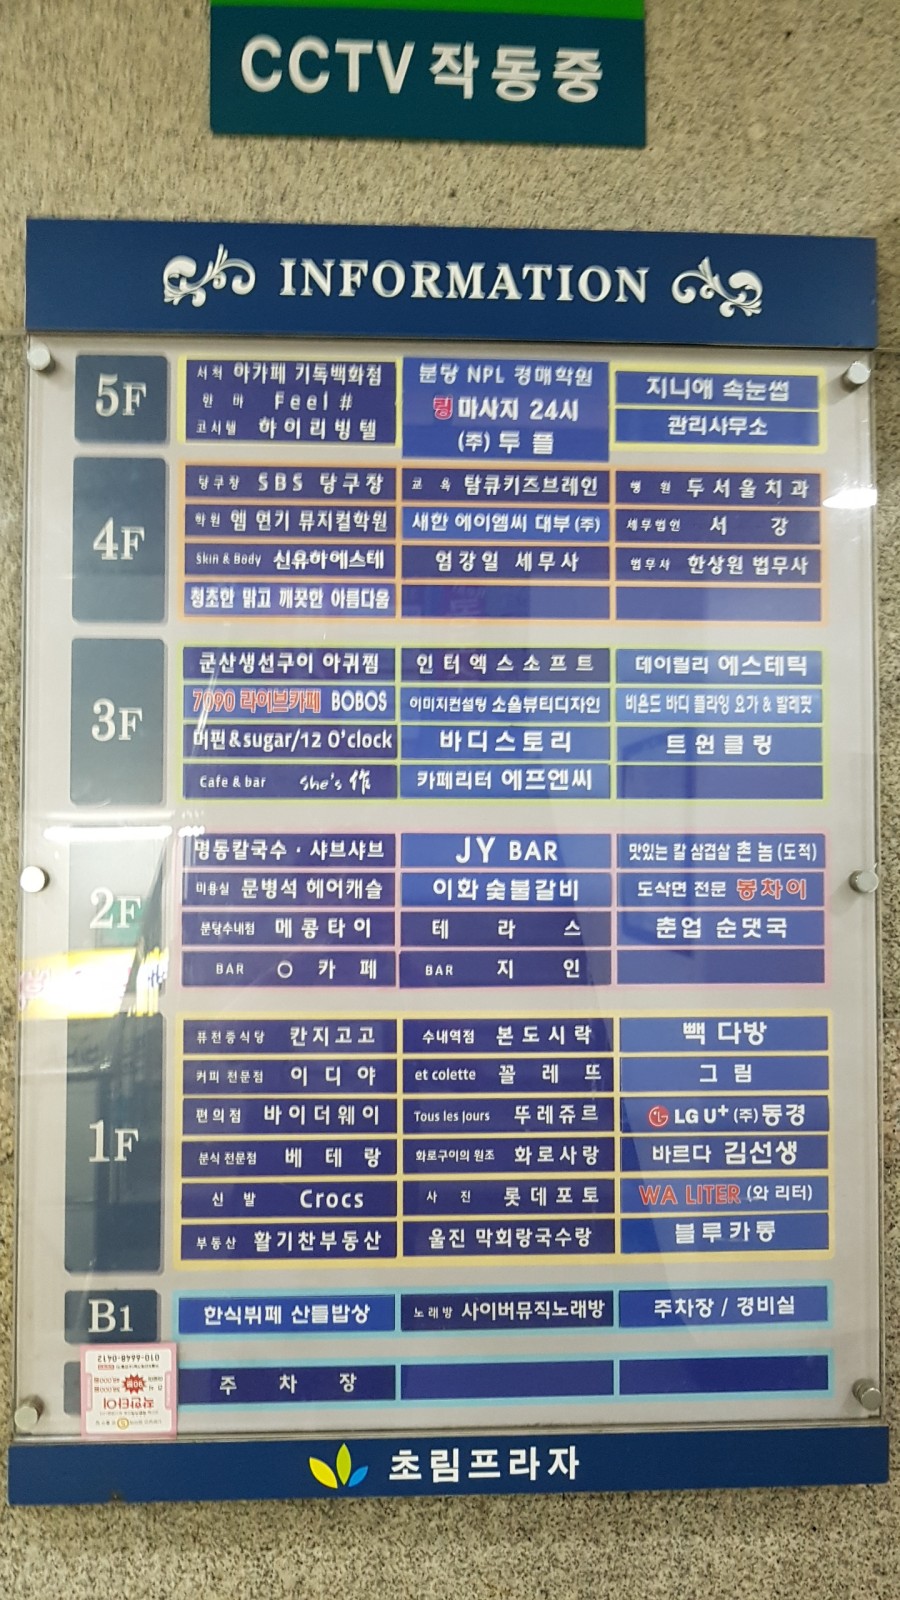 CCTV작동중
INFORMATION
5F
서적 아카페 기독백화점
안마 Feel #
고시텔 하이리빙텔
분당 NPL 경매학원
킹 마사지 24시
(주) 두플
지니애 속눈썹
관리사무소
4F
당구장 SBS 당구장
교육 탐큐키즈브레인
병원 두서울치과
학원 엠 연기 뮤지컬학원
새한 에이엠씨 대부 (주)
세무법인 서강
Skin & Body 신유하에스테
엄강일 세무사
법무사 한상원 법무사
청조한 맑고 깨끗한 아름다움
3F
군산생선구이 아귀찜
인터엑스소프트
데이릴리 에스테틱
7090 라이브카페 BOBOS
이미지컨설팅 소울뷰티디자인
비욘드 바디 플라잉 요가 & 발레핏
머핀&sugar/12 O'clock
바디스토리
트윈클링
Cafe & bar She's 作
카페리터 에프엔씨
2F
명동칼국수 · 샤브샤브
JY BAR
맛있는 칼 삼겹살 촌놈 (도적)
미용실 문병석 헤어캐슬
이화 숯불갈비
도삭면 전문 봉차이
분당수내점 메콩타이
테라스
춘업 순댓국
BAR O 카페
BAR 지인
1F
퓨전중식당 칸지고고
수내역점 본도시락
빽다방
커피 전문점 이디야
et colette 꼴레뜨
그림
편의점 바이더웨이
Tous les Jours 뚜레쥬르
LG U+ (주)동경
분식 전문점 베테랑
화로구이의 원조 화로사랑
바르다 김선생
신발 Crocs
사진 롯데포토
WA LITER (와 리터)
부동산 활기찬부동산
울진 막회랑국수랑
블루카롱
B1
한식뷔페 산들밥상
노래방 사이버뮤직노래방
주차장 / 경비실
주차장
010-6648-0412
착한타이
초림프라자